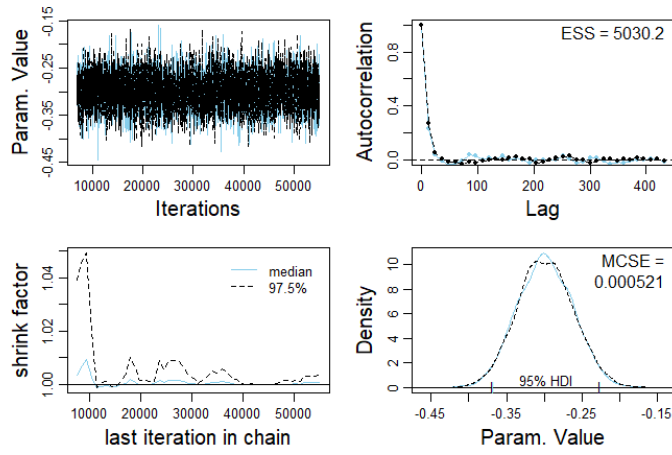 -0.15
-0.25
-0.35
-0.45
Param. Value
10000 20000 30000 40000 50000
Iterations
ESS = 5030.2
0.8
0.4
0.0
Autocorrelation
0 100 200 300 400
Lag
median
97.5%
1.04
1.02
1.00
shrink factor
10000 20000 30000 40000 50000
last iteration in chain
MCSE =
0.000521
10
8
6
4
2
0
Density
95% HDI
-0.45 -0.35 -0.25 -0.15
Param. Value